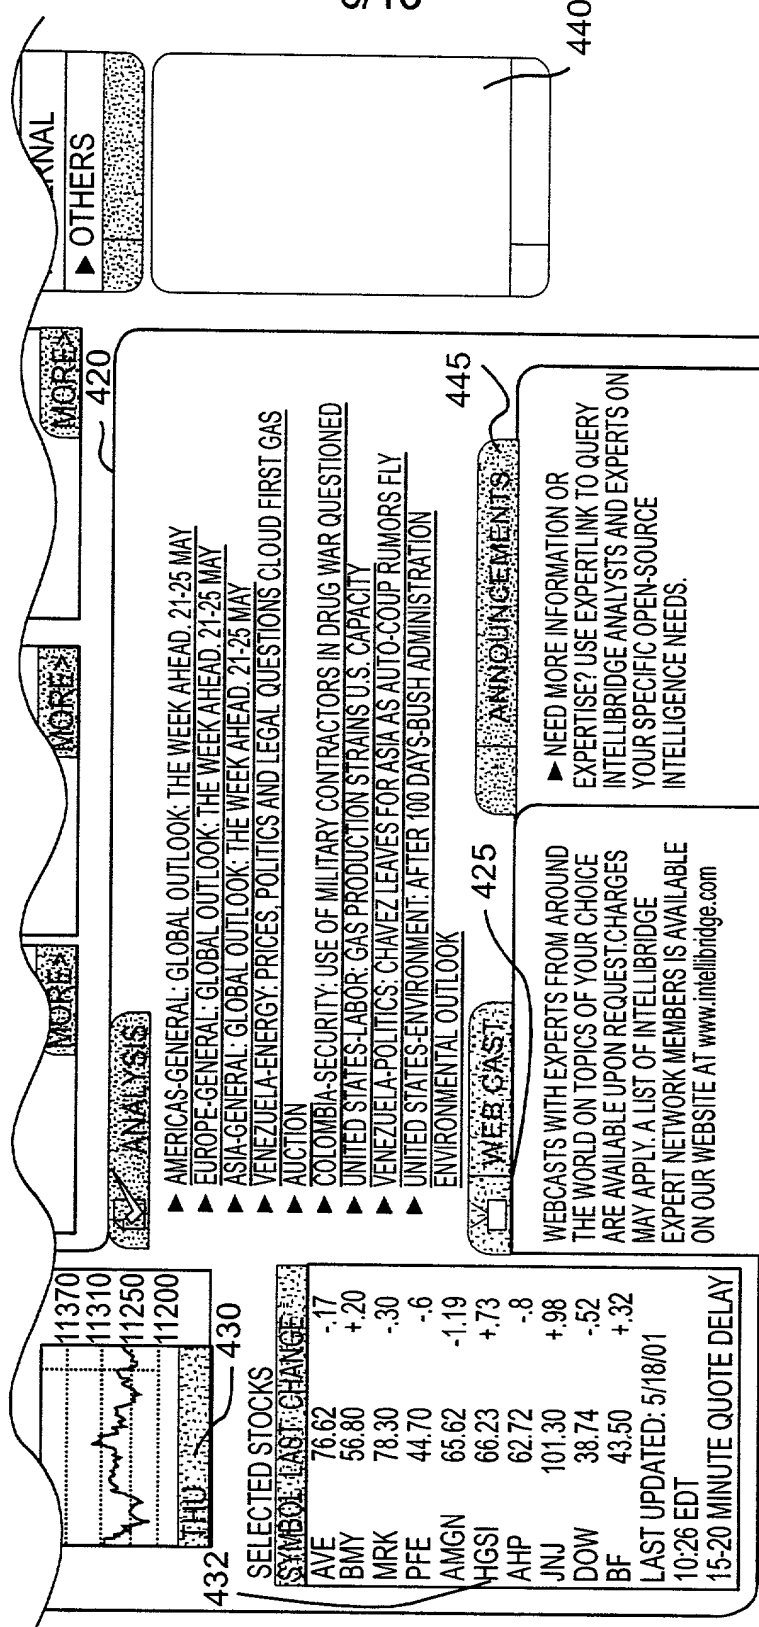 RNAL
▶ OTHERS
440
MORE>
MORE>
MORE>
420
ANALYSIS
▶ AMERICAS-GENERAL: GLOBAL OUTLOOK: THE WEEK AHEAD. 21-25 MAY
▶ EUROPE-GENERAL: GLOBAL OUTLOOK: THE WEEK AHEAD. 21-25 MAY
▶ ASIA-GENERAL: GLOBAL OUTLOOK: THE WEEK AHEAD. 21-25 MAY
▶ VENEZUELA-ENERGY: PRICES, POLITICS AND LEGAL QUESTIONS CLOUD FIRST GAS
AUCTION
▶ COLOMBIA-SECURITY: USE OF MILITARY CONTRACTORS IN DRUG WAR QUESTIONED
▶ UNITED STATES-LABOR: GAS PRODUCTION STRAINS U.S. CAPACITY
▶ VENEZUELA-POLITICS: CHAVEZ LEAVES FOR ASIA AS AUTO-COUP RUMORS FLY
▶ UNITED STATES-ENVIRONMENT: AFTER 100 DAYS-BUSH ADMINISTRATION
ENVIRONMENTAL OUTLOOK
WEB CAST
425
WEBCASTS WITH EXPERTS FROM AROUND
THE WORLD ON TOPICS OF YOUR CHOICE
ARE AVAILABLE UPON REQUEST.CHARGES
MAY APPLY. A LIST OF INTELLIBRIDGE
EXPERT NETWORK MEMBERS IS AVAILABLE
ON OUR WEBSITE AT www.intellibridge.com
ANNOUNCEMENTS
445
▶ NEED MORE INFORMATION OR
EXPERTISE? USE EXPERTLINK TO QUERY
INTELLIBRIDGE ANALYSTS AND EXPERTS ON
YOUR SPECIFIC OPEN-SOURCE
INTELLIGENCE NEEDS.
11370
11310
11250
11200
THU
430
SELECTED STOCKS
432
SYMBOL LAST CHANGE
AVE 76.62 -.17
BMY 56.80 +.20
MRK 78.30 -.30
PFE 44.70 -.6
AMGN 65.62 -1.19
HGSI 66.23 +.73
AHP 62.72 -.8
JNJ 101.30 +.98
DOW 38.74 -.52
BF 43.50 +.32
LAST UPDATED: 5/18/01
10:26 EDT
15-20 MINUTE QUOTE DELAY